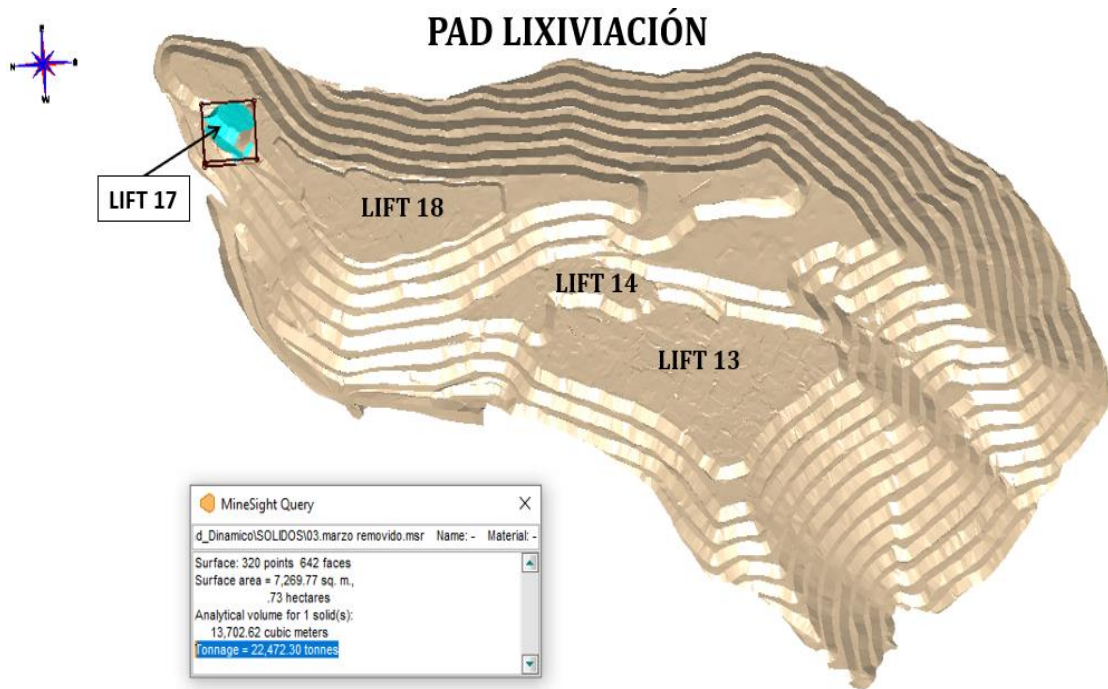 PAD LIXIVIACIÓN
N
W
LIFT 17
LIFT 18
LIFT 14
LIFT 13
MineSight Query
d_Dinamico\SOLIDOS\03.marzo removido.msr Name: - Material: -
Surface: 320 points 642 faces
Surface area = 7,269.77 sq. m.,
.73 hectares
Analytical volume for 1 solid(s):
13,702.62 cubic meters
Tonnage = 22,472.30 tonnes